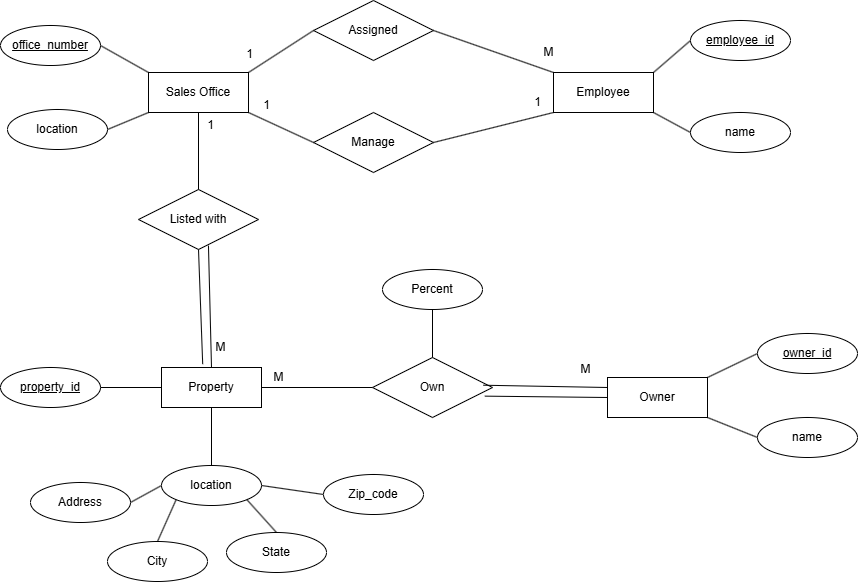 Assigned
office_number
employee_id
1
M
Sales Office
Employee
1
1
location
1
name
Manage
Listed with
Percent
M
owner_id
M
M
property_id
Property
Own
Owner
name
location
Address
Zip_code
City
State